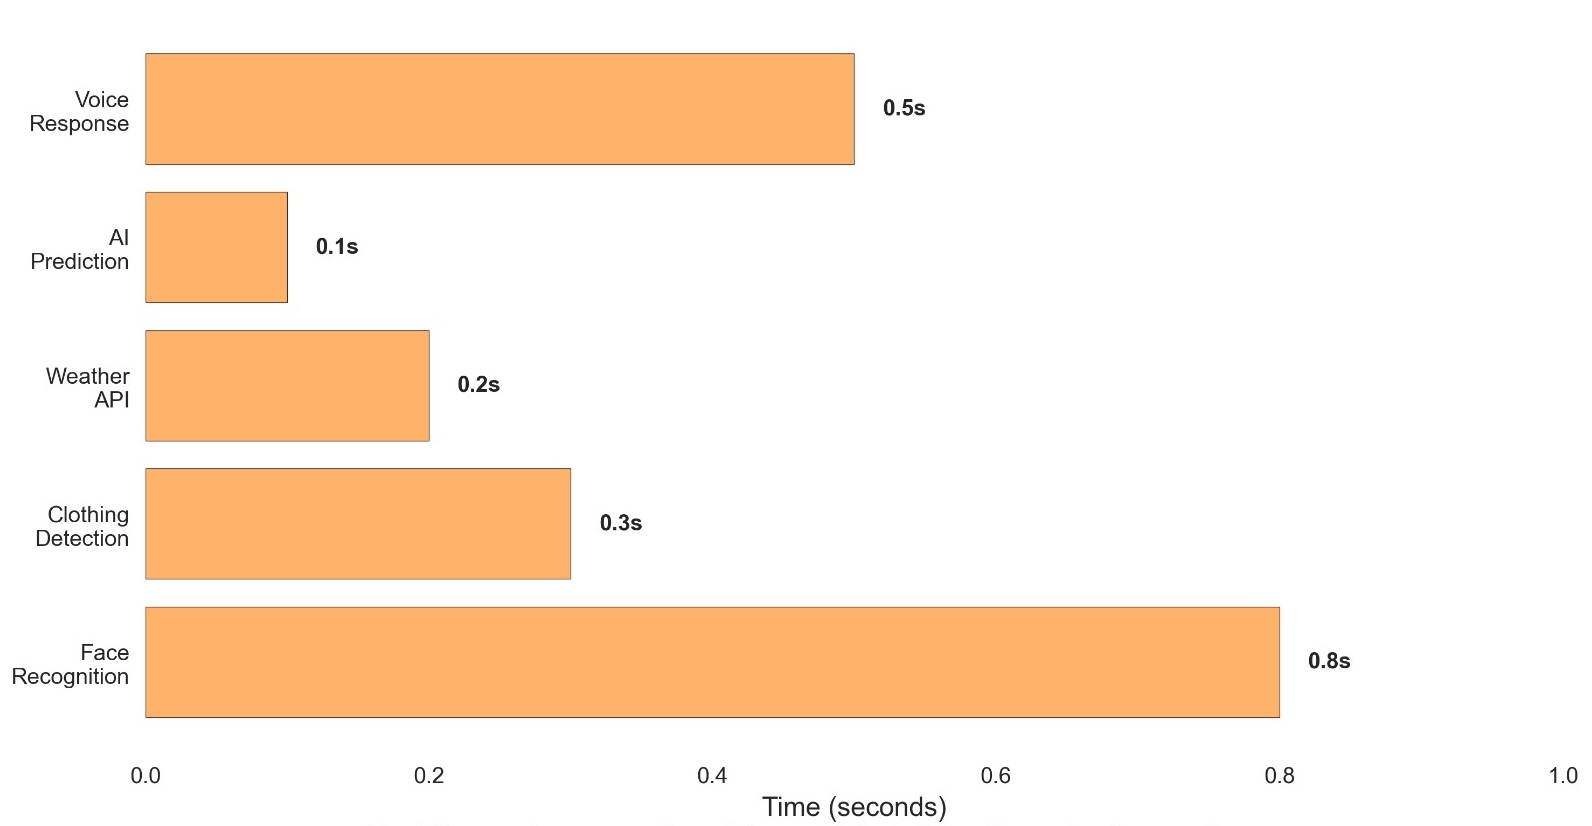 Voice
Response
0.5s
AI
Prediction
0.1s
Weather
API
0.2s
Clothing
Detection
0.3s
Face
Recognition
0.8s
0.0 0.2 0.4 0.6 0.8 1.0
Time (seconds)